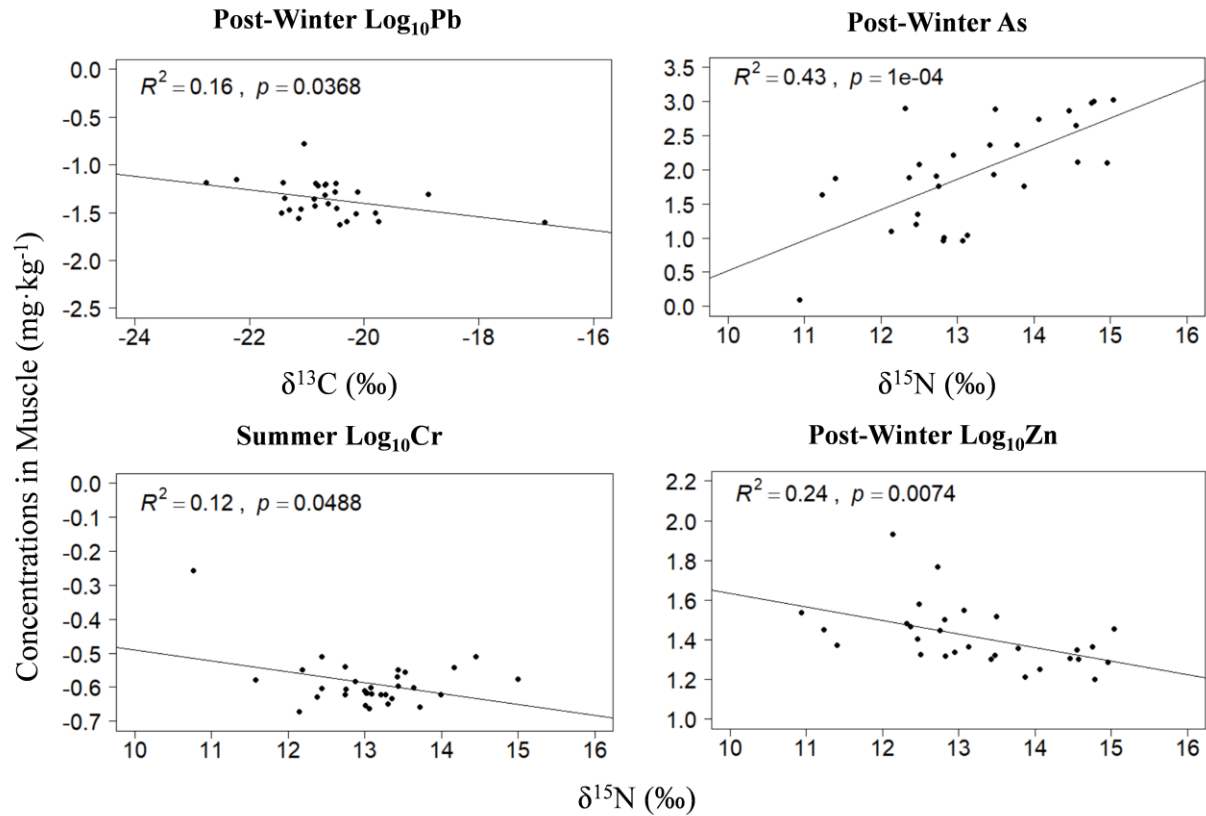 Post-Winter Log₁₀Pb
R² = 0.16 , p = 0.0368
0.0
-0.5
-1.0
-1.5
-2.0
-2.5
-24 -22 -20 -18 -16
δ¹³C (‰)
Post-Winter As
R² = 0.43 , p = 1e-04
3.5
3.0
2.5
2.0
1.5
1.0
0.5
0.0
10 11 12 13 14 15 16
δ¹⁵N (‰)
Concentrations in Muscle (mg·kg⁻¹)
Summer Log₁₀Cr
R² = 0.12 , p = 0.0488
0.0
-0.1
-0.2
-0.3
-0.4
-0.5
-0.6
-0.7
10 11 12 13 14 15 16
Post-Winter Log₁₀Zn
R² = 0.24 , p = 0.0074
2.2
2.0
1.8
1.6
1.4
1.2
1.0
10 11 12 13 14 15 16
δ¹⁵N (‰)